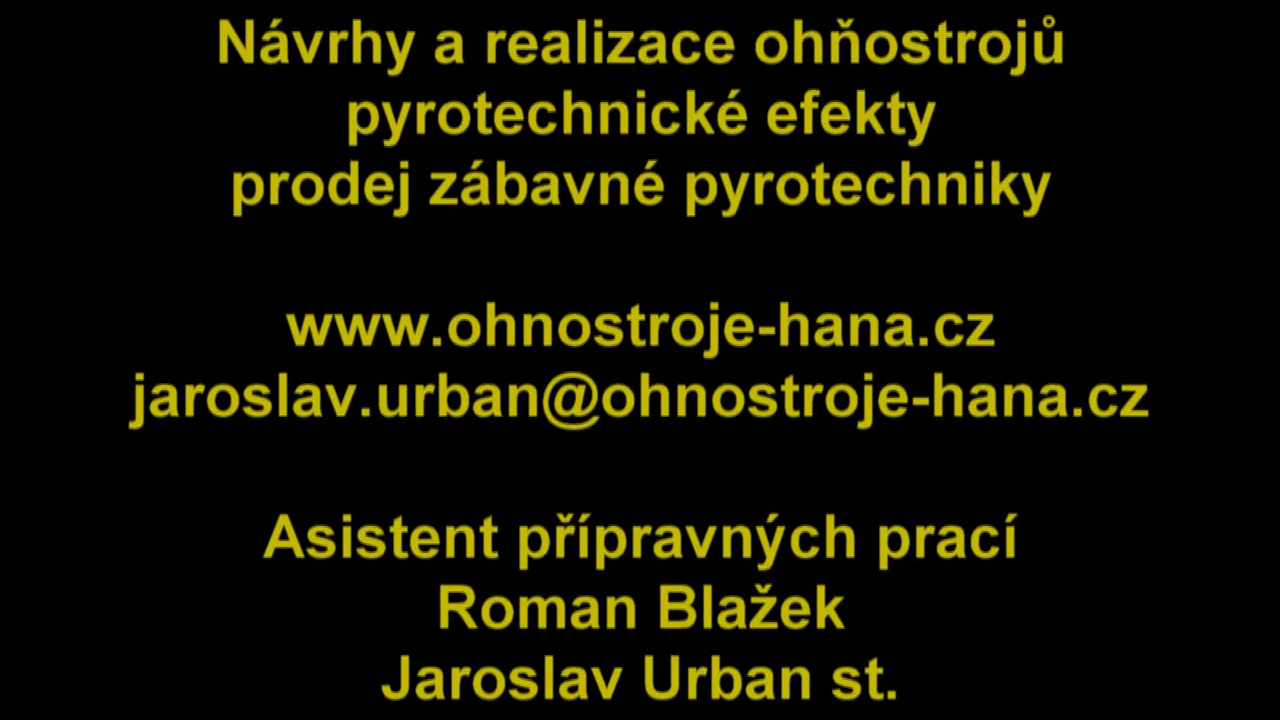 Návrhy a realizace ohňostrojů
pyrotechnické efekty
prodej zábavné pyrotechniky
www.ohnostroje-hana.cz
jaroslav.urban@ohnostroje-hana.cz
Asistent přípravných prací
Roman Blažek
Jaroslav Urban st.